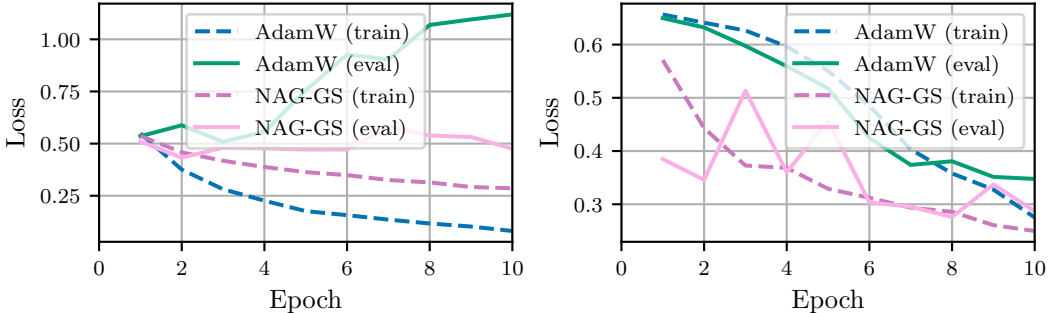 Loss
1.00
0.75
0.50
0.25
AdamW (train)
AdamW (eval)
NAG-GS (train)
NAG-GS (eval)
0 2 4 6 8 10
Epoch
Loss
0.6
0.5
0.4
0.3
AdamW (train)
AdamW (eval)
NAG-GS (train)
NAG-GS (eval)
0 2 4 6 8 10
Epoch